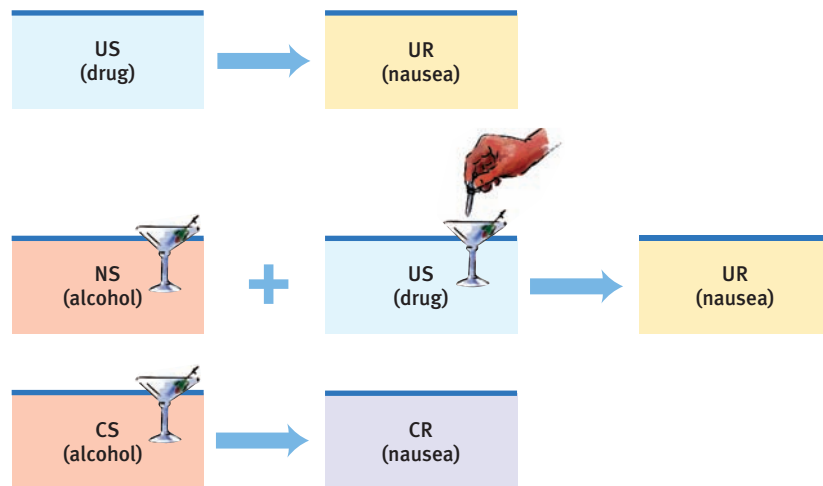 US
(drug)
UR
(nausea)
NS
(alcohol)
+
US
(drug)
UR
(nausea)
CS
(alcohol)
CR
(nausea)